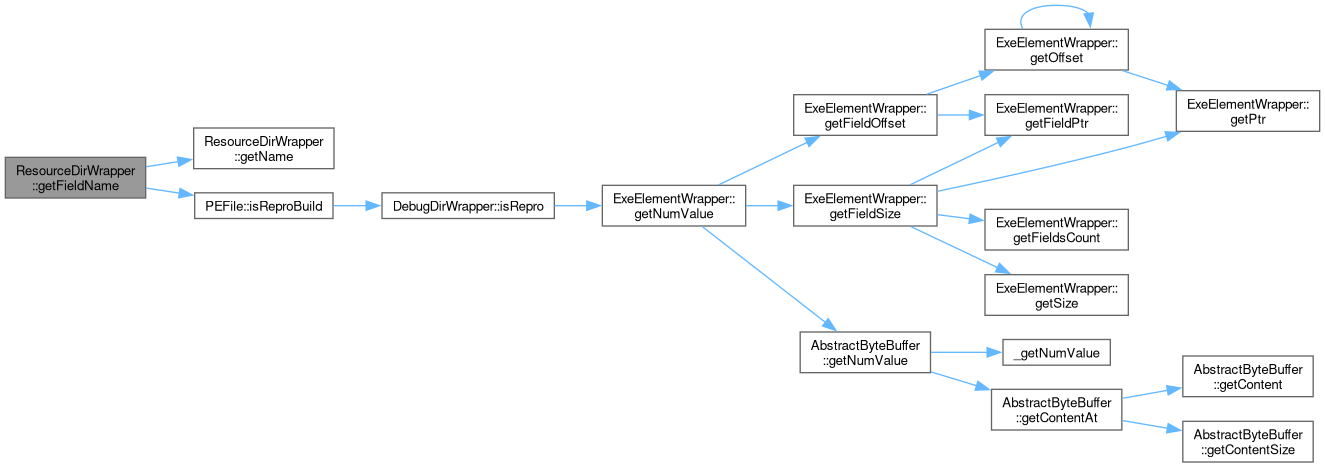 ResourceDirWrapper
::getFieldName
ResourceDirWrapper
::getName
PEFile::isReproBuild
DebugDirWrapper::isRepro
ExeElementWrapper::
getNumValue
ExeElementWrapper::
getFieldOffset
ExeElementWrapper::
getFieldSize
AbstractByteBuffer
::getNumValue
ExeElementWrapper::
getOffset
ExeElementWrapper::
getFieldPtr
ExeElementWrapper::
getFieldsCount
ExeElementWrapper::
getSize
_getNumValue
AbstractByteBuffer
::getContentAt
ExeElementWrapper::
getPtr
AbstractByteBuffer
::getContent
AbstractByteBuffer
::getContentSize